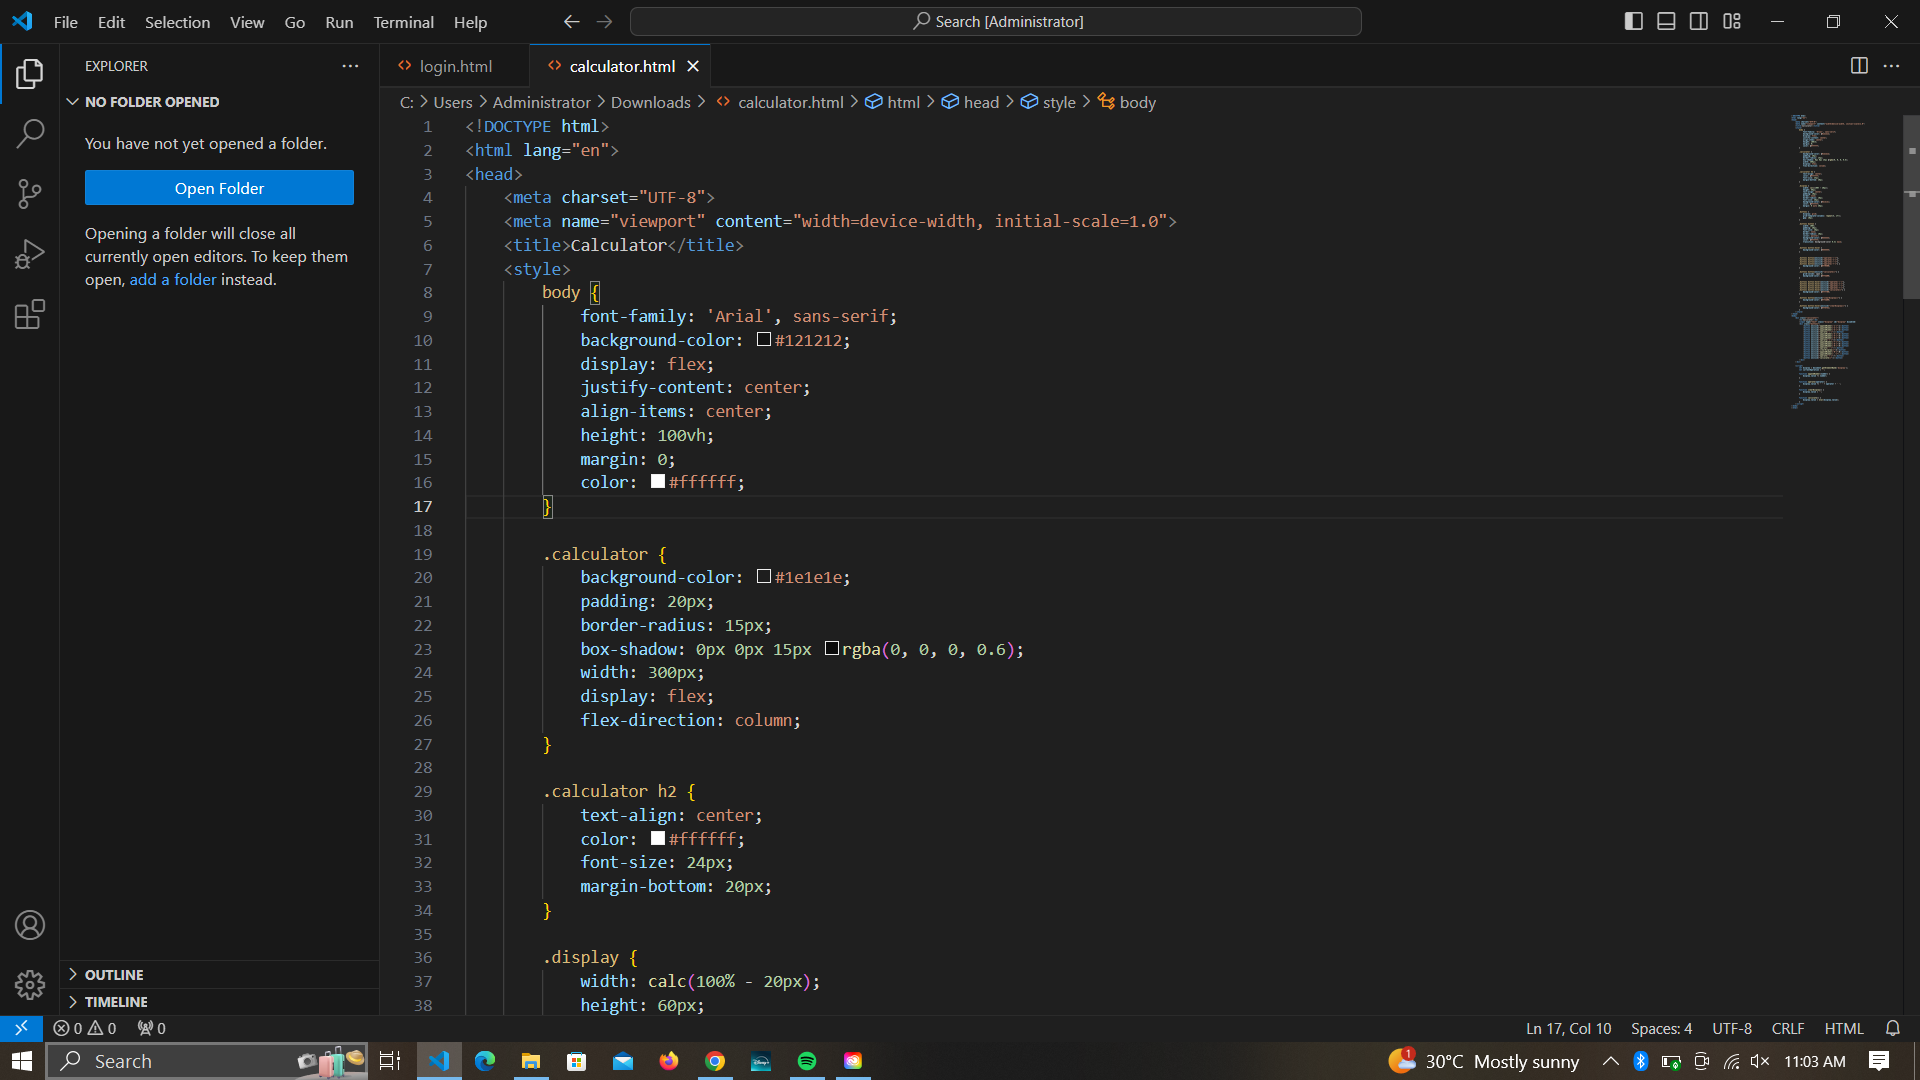 File Edit Selection View Go Run Terminal Help
Search [Administrator]
EXPLORER
NO FOLDER OPENED
You have not yet opened a folder.
Open Folder
Opening a folder will close all
currently open editors. To keep them
open, add a folder instead.
OUTLINE
TIMELINE
login.html
calculator.html
C: > Users > Administrator > Downloads > calculator.html > html > head > style > body
1 <!DOCTYPE html>
2 <html lang="en">
3 <head>
4 <meta charset="UTF-8">
5 <meta name="viewport" content="width=device-width, initial-scale=1.0">
6 <title>Calculator</title>
7 <style>
8 body {
9 font-family: 'Arial', sans-serif;
10 background-color: #121212;
11 display: flex;
12 justify-content: center;
13 align-items: center;
14 height: 100vh;
15 margin: 0;
16 color: #ffffff;
17 }
18
19 .calculator {
20 background-color: #1e1e1e;
21 padding: 20px;
22 border-radius: 15px;
23 box-shadow: 0px 0px 15px rgba(0, 0, 0, 0.6);
24 width: 300px;
25 display: flex;
26 flex-direction: column;
27 }
28
29 .calculator h2 {
30 text-align: center;
31 color: #ffffff;
32 font-size: 24px;
33 margin-bottom: 20px;
34 }
35
36 .display {
37 width: calc(100% - 20px);
38 height: 60px;
0 0 0
Ln 17, Col 10 Spaces: 4 UTF-8 CRLF HTML
Search
1
30°C Mostly sunny
11:03 AM